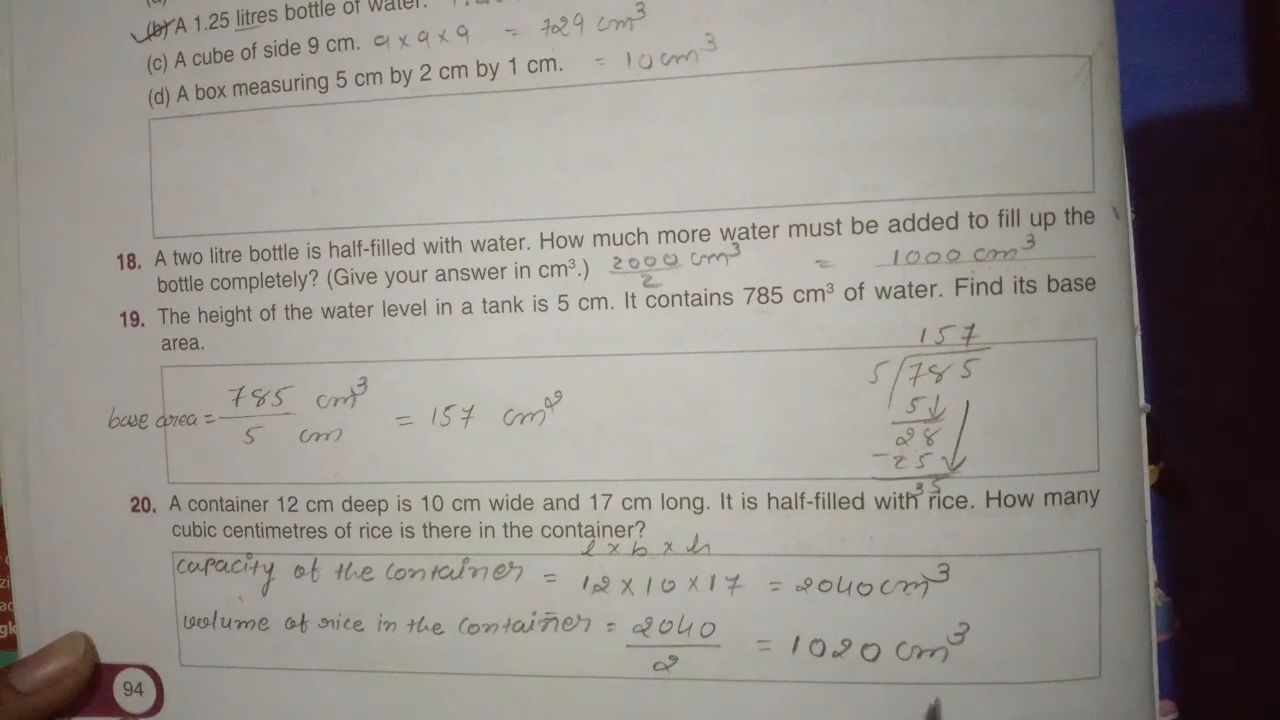 (b) A 1.25 litres bottle of water.
(c) A cube of side 9 cm. 9 x 9 x 9 = 729 cm³
(d) A box measuring 5 cm by 2 cm by 1 cm. = 10 cm³
18. A two litre bottle is half-filled with water. How much more water must be added to fill up the
bottle completely? (Give your answer in cm³.) 2000 cm³ / 2 = 1000 cm³
19. The height of the water level in a tank is 5 cm. It contains 785 cm³ of water. Find its base
area.
157
5 785
5
28
-25
35
base area = 785 cm³ / 5 cm = 157 cm²
20. A container 12 cm deep is 10 cm wide and 17 cm long. It is half-filled with rice. How many
cubic centimetres of rice is there in the container?
l x b x h
capacity of the container = 12 x 10 x 17 = 2040 cm³
volume of rice in the container = 2040 / 2 = 1020 cm³
94